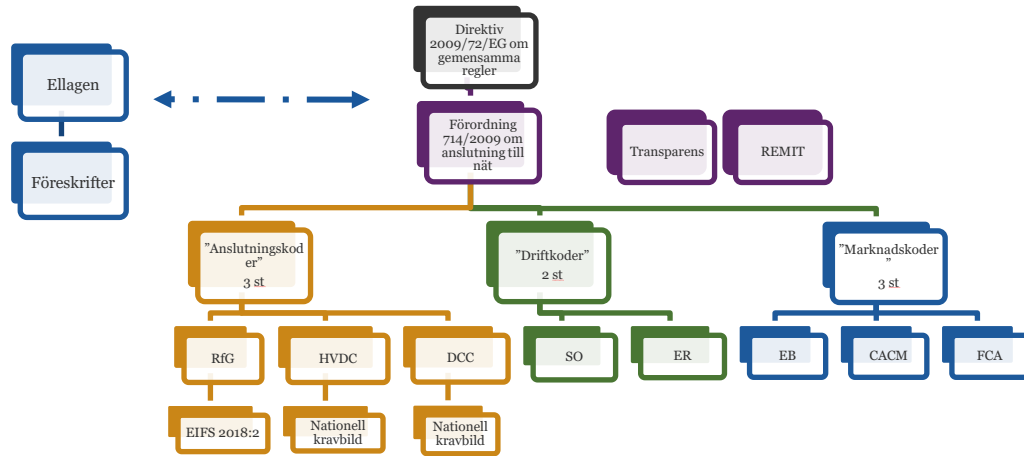 Direktiv
2009/72/EG om
gemensamma
regler
Ellagen
Förordning
714/2009 om
anslutning till
nät
Transparens
REMIT
Föreskrifter
”Anslutningskod
er”
3 st
”Driftkoder”
2 st
”Marknadskoder
”
3 st
RfG
HVDC
DCC
SO
ER
EB
CACM
FCA
EIFS 2018:2
Nationell
kravbild
Nationell
kravbild